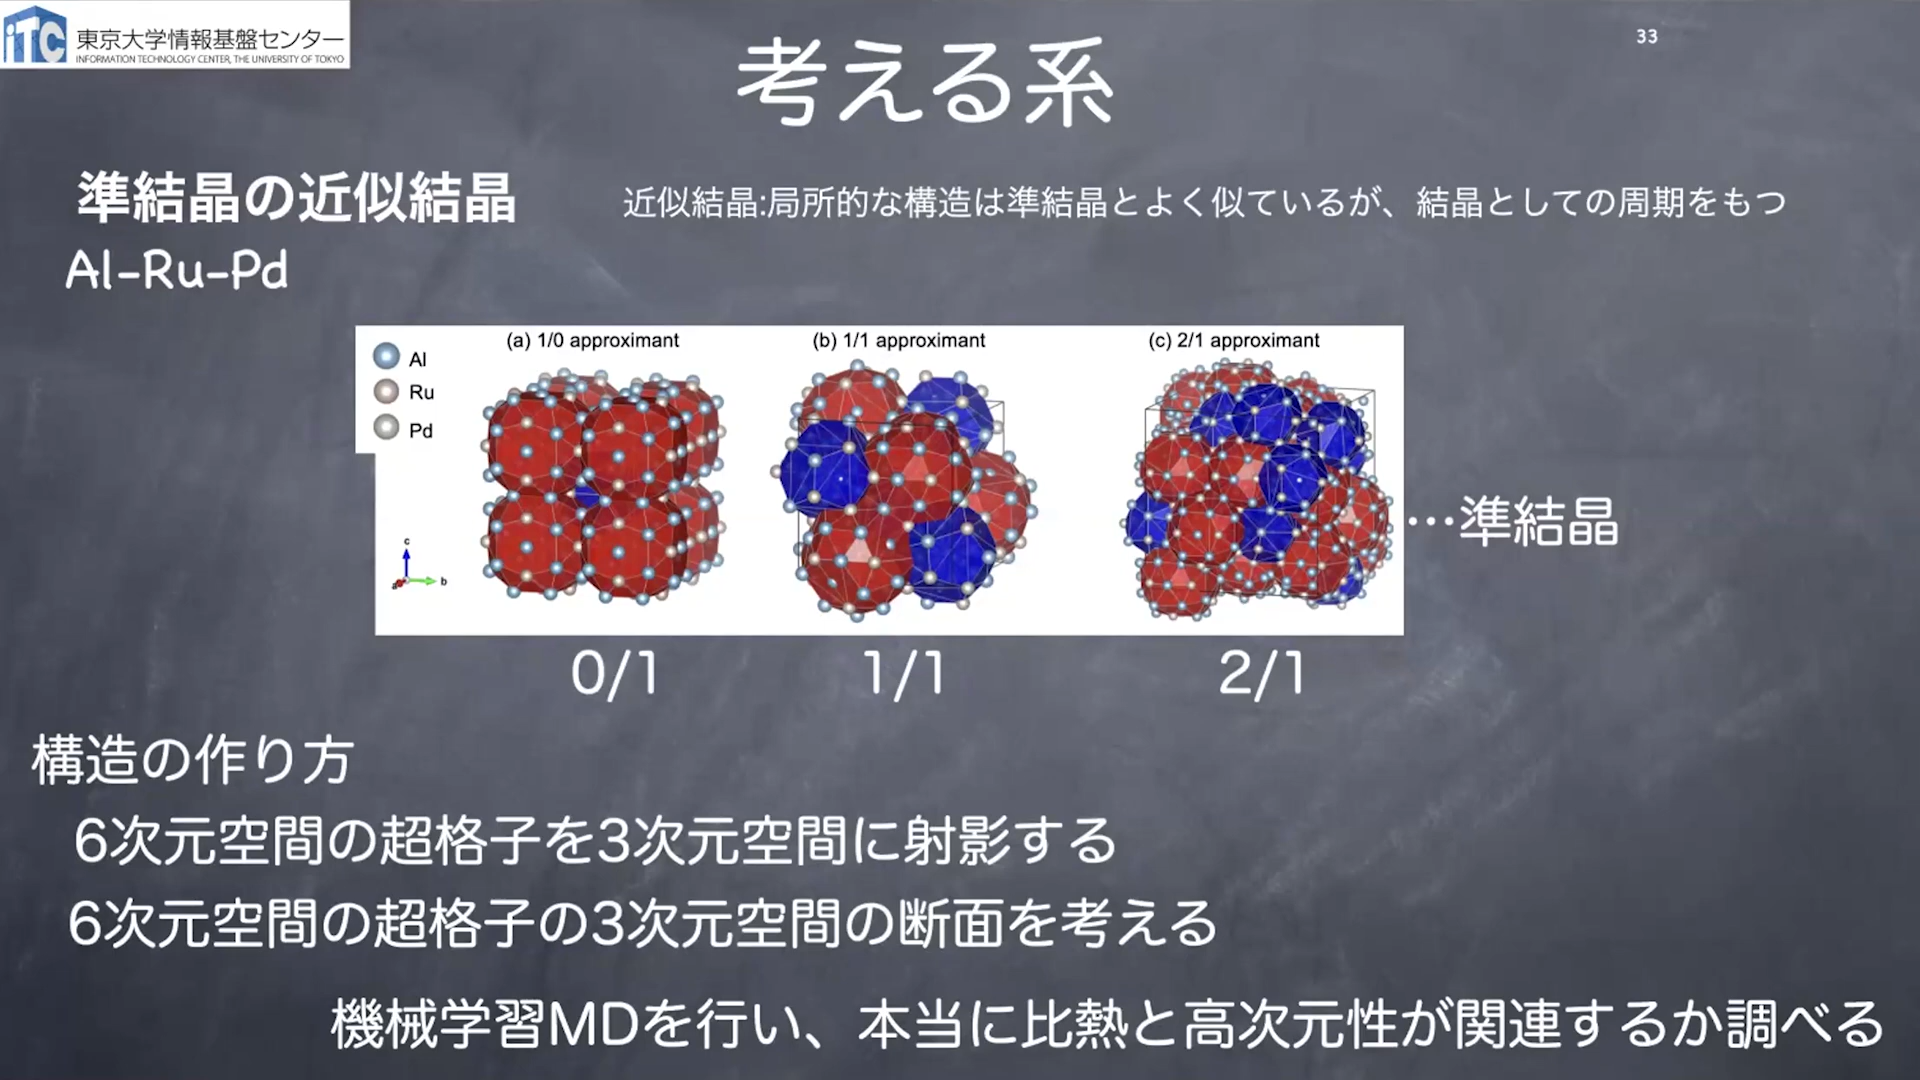 iTC 東京大学情報基盤センター
INFORMATION TECHNOLOGY CENTER, THE UNIVERSITY OF TOKYO
33
考える系
準結晶の近似結晶
近似結晶:局所的な構造は準結晶とよく似ているが、結晶としての周期をもつ
Al-Ru-Pd
(a) 1/0 approximant
(b) 1/1 approximant
(c) 2/1 approximant
Al
Ru
Pd
c
a
b
…準結晶
0/1
1/1
2/1
構造の作り方
6次元空間の超格子を3次元空間に射影する
6次元空間の超格子の3次元空間の断面を考える
機械学習MDを行い、本当に比熱と高次元性が関連するか調べる